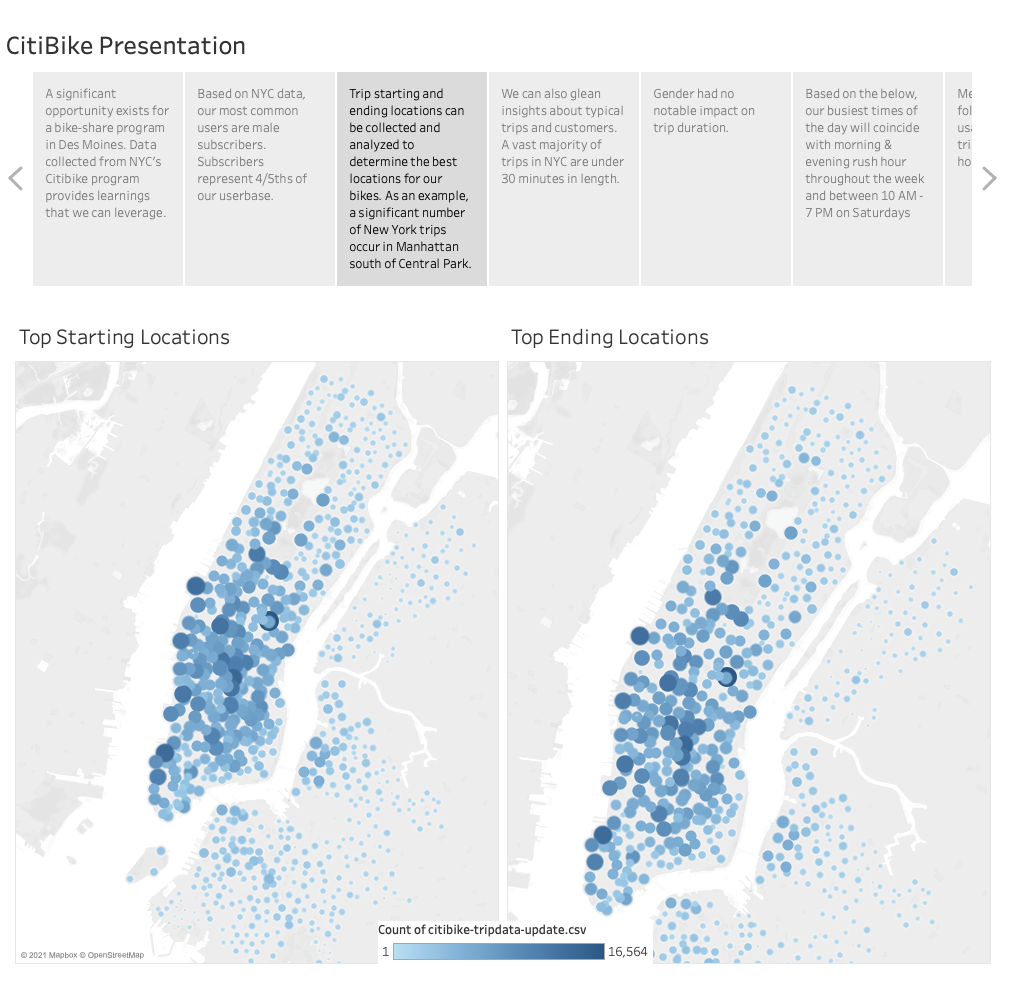 CitiBike Presentation
A significant
opportunity exists for
a bike-share program
in Des Moines. Data
collected from NYC's
Citibike program
provides learnings
that we can leverage.
Based on NYC data,
our most common
users are male
subscribers.
Subscribers
represent 4/5ths of
our userbase.
Trip starting and
ending locations can
be collected and
analyzed to
determine the best
locations for our
bikes. As an example,
a significant number
of New York trips
occur in Manhattan
south of Central Park.
We can also glean
insights about typical
trips and customers.
A vast majority of
trips in NYC are under
30 minutes in length.
Gender had no
notable impact on
trip duration.
Based on the below,
our busiest times of
the day will coincide
with morning &
evening rush hour
throughout the week
and between 10 AM -
7 PM on Saturdays
Top Starting Locations
Top Ending Locations
Count of citibike-tripdata-update.csv
1
16,564
© 2021 Mapbox © OpenStreetMap